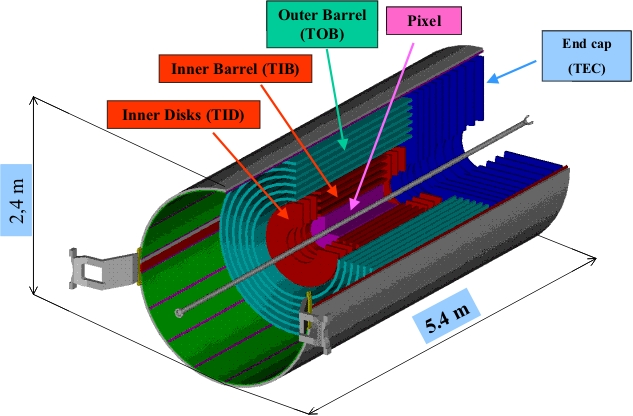 Outer Barrel
(TOB)
Pixel
End cap
(TEC)
Inner Barrel (TIB)
Inner Disks (TID)
2,4 m
5.4 m